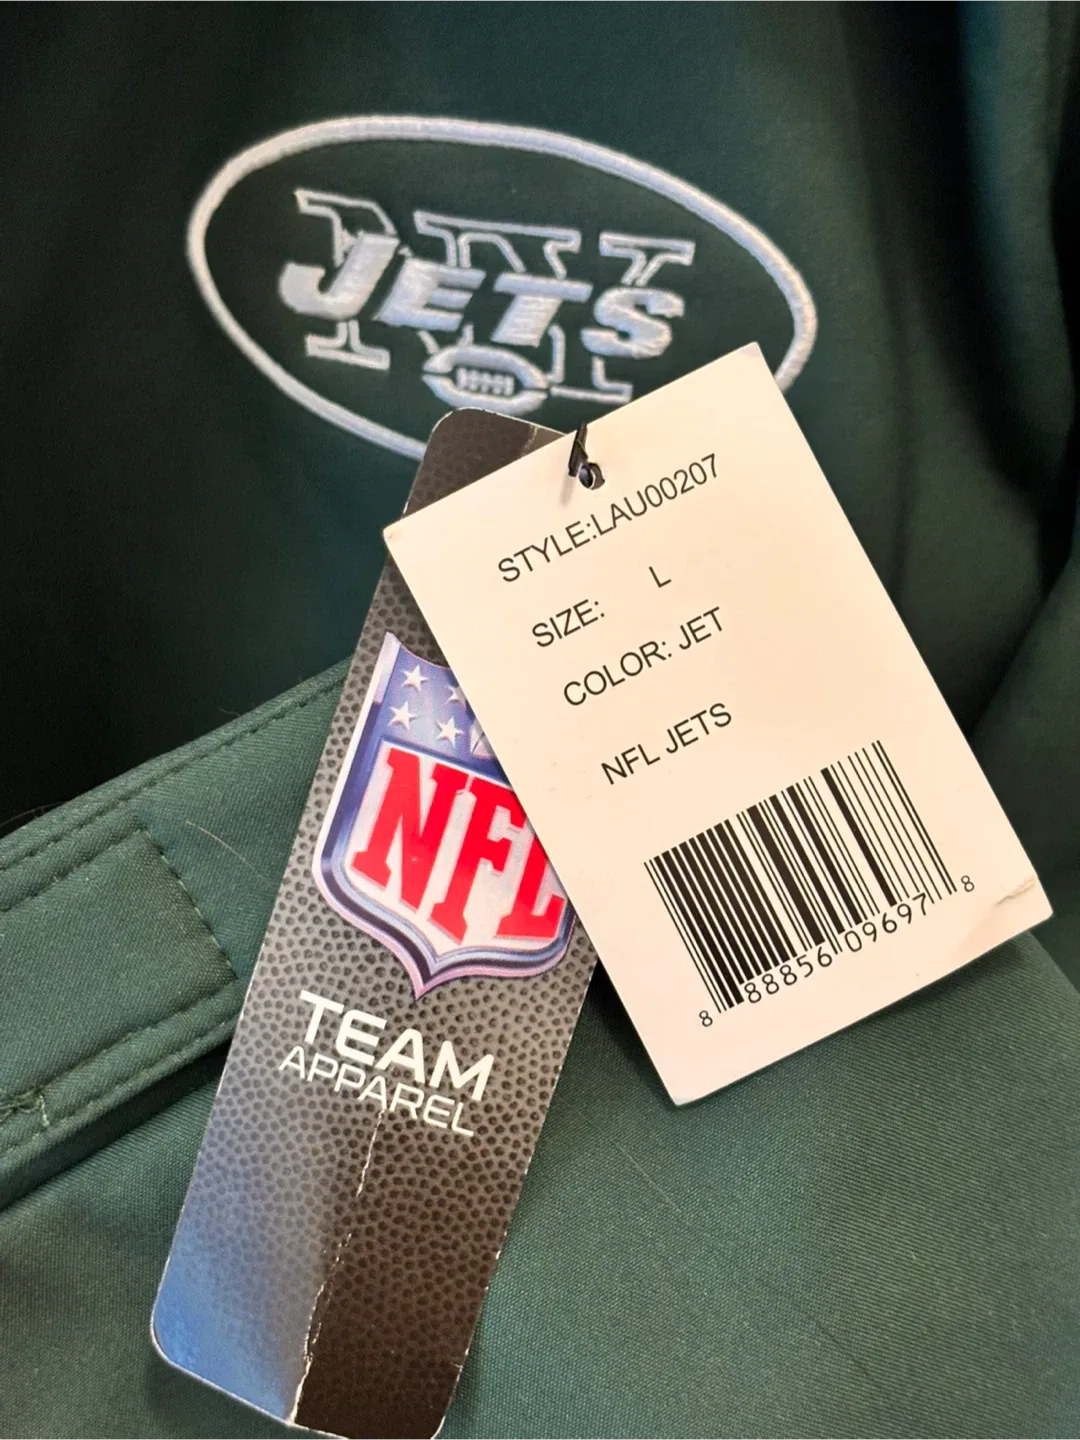 NY
JETS
STYLE:LAU00207
SIZE: L
COLOR: JET
NFL JETS
8 88856 09697 8
NFL
TEAM
APPAREL